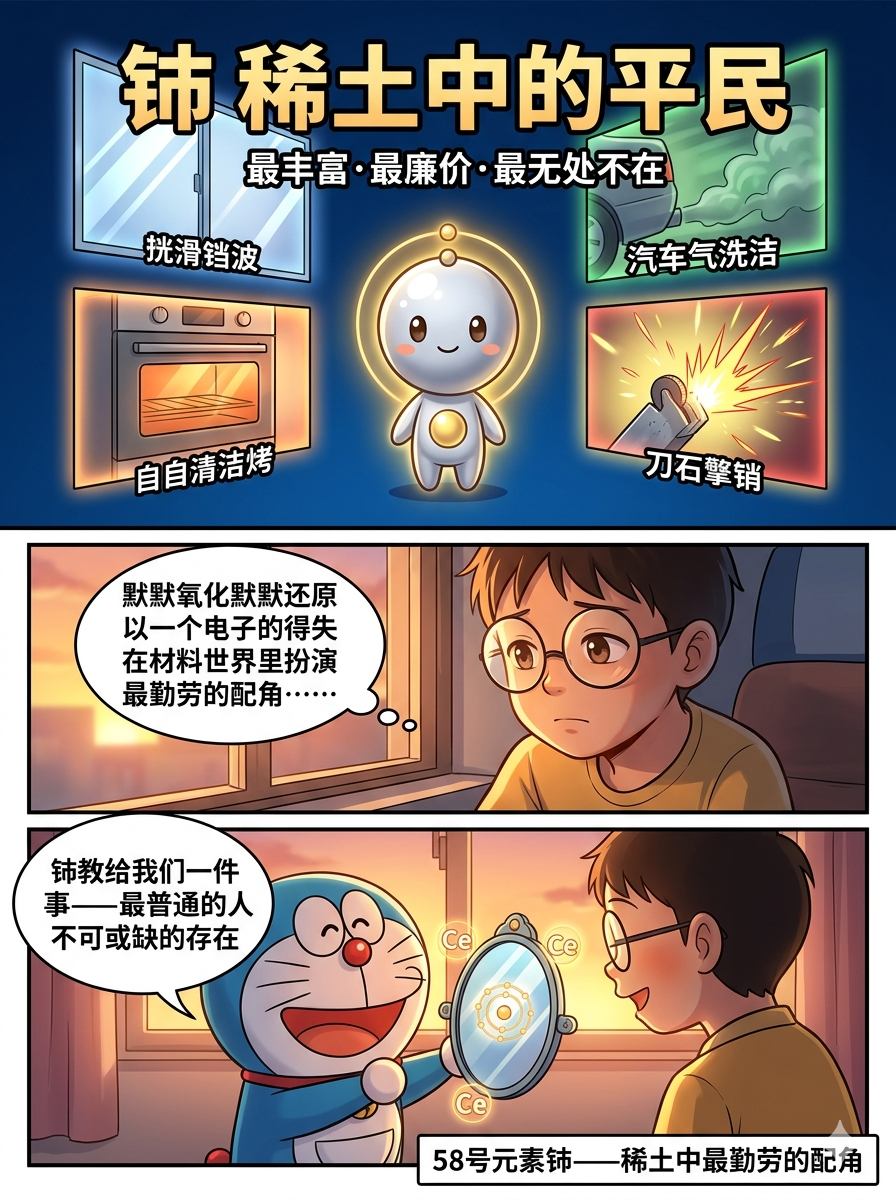 铈 稀土中的平民
最丰富·最廉价·最无处不在
挄滑铛波
汽车气洗洁
自自清洁烤
刀石擎销
默默氧化默默还原
以一个电子的得失
在材料世界里扮演
最勤劳的配角……
铈教给我们一件
事——最普通的人
不可或缺的存在
Ce
Ce
Ce
58号元素铈——稀土中最勤劳的配角